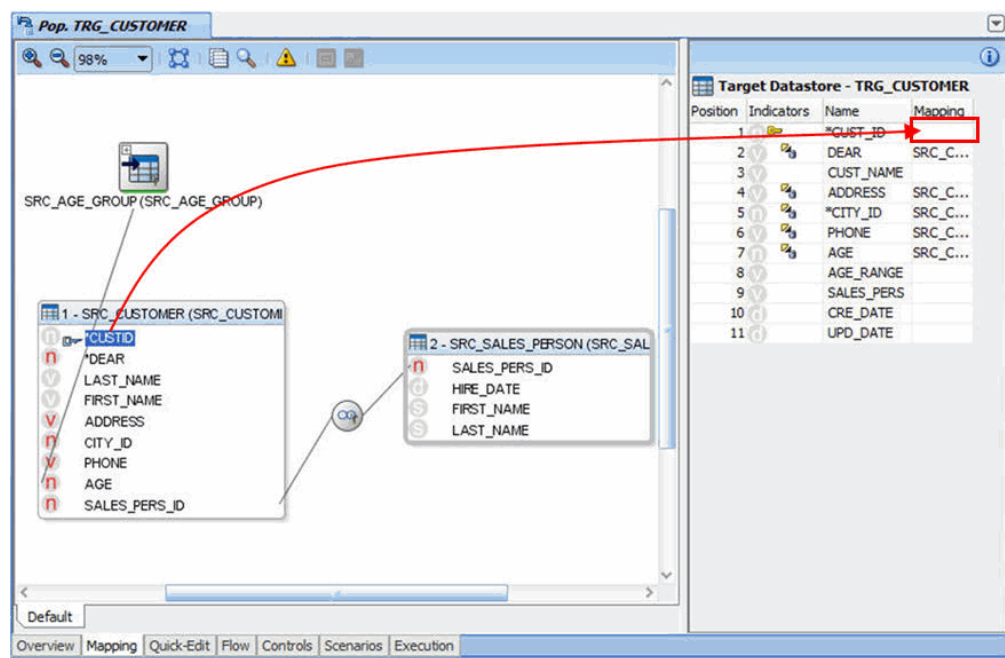 Pop. TRG_CUSTOMER
98%
SRC_AGE_GROUP (SRC_AGE_GROUP)
1 - SRC_CUSTOMER (SRC_CUSTOMI
*CUSTID
*DEAR
LAST_NAME
FIRST_NAME
ADDRESS
CITY_ID
PHONE
AGE
SALES_PERS_ID
2 - SRC_SALES_PERSON (SRC_SAL
SALES_PERS_ID
HIRE_DATE
FIRST_NAME
LAST_NAME
Default
Overview Mapping Quick-Edit Flow Controls Scenarios Execution
Target Datastore - TRG_CUSTOMER
Position Indicators Name Mapping
1 *CUST_ID
2 DEAR SRC_C...
3 CUST_NAME
4 ADDRESS SRC_C...
5 *CITY_ID SRC_C...
6 PHONE SRC_C...
7 AGE SRC_C...
8 AGE_RANGE
9 SALES_PERS
10 CRE_DATE
11 UPD_DATE